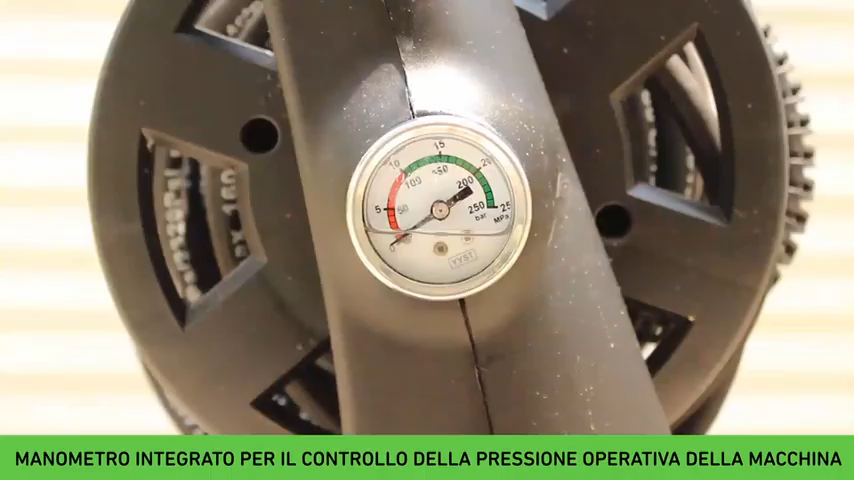 15
10
20
100
150
200
5
50
250
25
bar
MPa
0
YYST
MANOMETRO INTEGRATO PER IL CONTROLLO DELLA PRESSIONE OPERATIVA DELLA MACCHINA